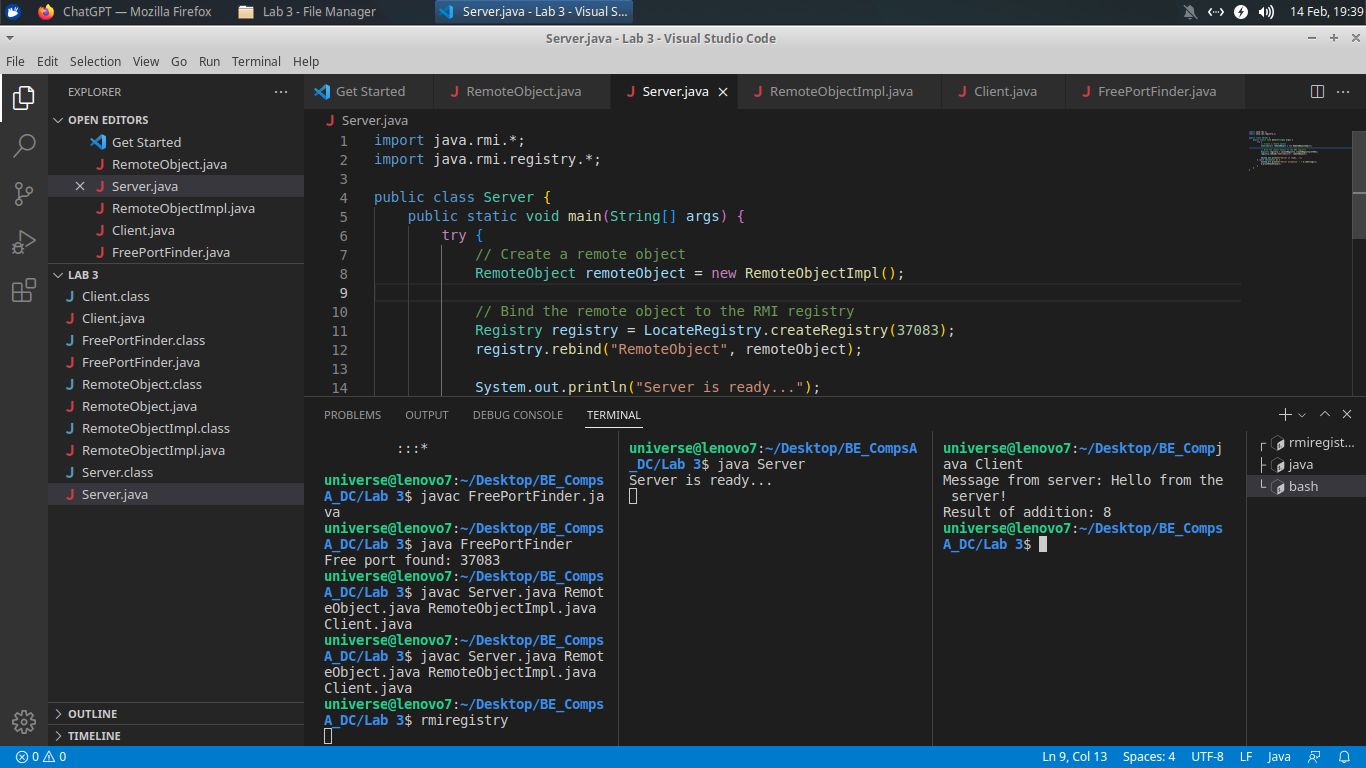 ChatGPT — Mozilla Firefox
Lab 3 - File Manager
Server.java - Lab 3 - Visual S...
14 Feb, 19:39
Server.java - Lab 3 - Visual Studio Code
File Edit Selection View Go Run Terminal Help
EXPLORER
OPEN EDITORS
Get Started
RemoteObject.java
Server.java
RemoteObjectImpl.java
Client.java
FreePortFinder.java
LAB 3
Client.class
Client.java
FreePortFinder.class
FreePortFinder.java
RemoteObject.class
RemoteObject.java
RemoteObjectImpl.class
RemoteObjectImpl.java
Server.class
Server.java
OUTLINE
TIMELINE
Get Started
RemoteObject.java
Server.java
RemoteObjectImpl.java
Client.java
FreePortFinder.java
Server.java
1 import java.rmi.*;
2 import java.rmi.registry.*;
3
4 public class Server {
5 public static void main(String[] args) {
6 try {
7 // Create a remote object
8 RemoteObject remoteObject = new RemoteObjectImpl();
9
10 // Bind the remote object to the RMI registry
11 Registry registry = LocateRegistry.createRegistry(37083);
12 registry.rebind("RemoteObject", remoteObject);
13
14 System.out.println("Server is ready...");
PROBLEMS OUTPUT DEBUG CONSOLE TERMINAL
:::*
universe@lenovo7:~/Desktop/BE_Comps
A_DC/Lab 3$ javac FreePortFinder.ja
va
universe@lenovo7:~/Desktop/BE_Comps
A_DC/Lab 3$ java FreePortFinder
Free port found: 37083
universe@lenovo7:~/Desktop/BE_Comps
A_DC/Lab 3$ javac Server.java Remot
eObject.java RemoteObjectImpl.java
Client.java
universe@lenovo7:~/Desktop/BE_Comps
A_DC/Lab 3$ javac Server.java Remot
eObject.java RemoteObjectImpl.java
Client.java
universe@lenovo7:~/Desktop/BE_Comps
A_DC/Lab 3$ rmiregistry
universe@lenovo7:~/Desktop/BE_CompsA
_DC/Lab 3$ java Server
Server is ready...
universe@lenovo7:~/Desktop/BE_Compj
ava Client
Message from server: Hello from the
server!
Result of addition: 8
universe@lenovo7:~/Desktop/BE_Comps
A_DC/Lab 3$
rmiregist...
java
bash
0 0
Ln 9, Col 13
Spaces: 4
UTF-8
LF
Java